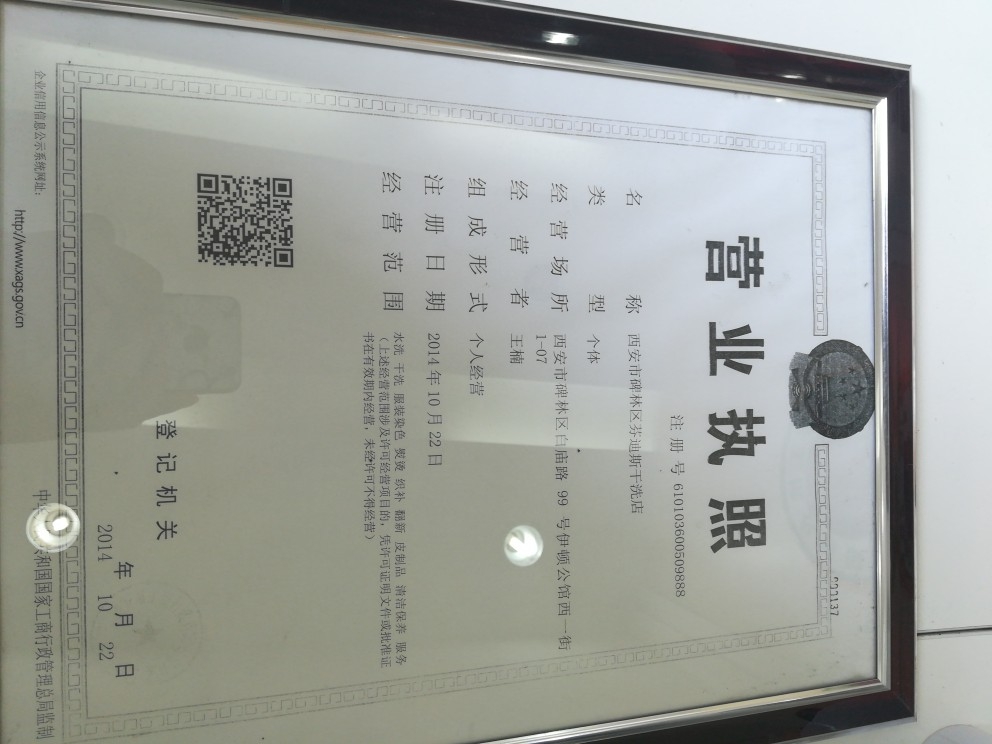 营业执照
注册号 610103600509888
名称 西安市碑林区芬迪斯干洗店
类型 个体
经营场所 西安市碑林区白庙路 99 号伊顿公馆西一街
1-07
经营者 王楠
组成形式 个人经营
注册日期 2014年10月22日
经营范围 水洗 干洗 服装染色 熨烫 织补 翻新 皮制品 清洁保养 服务
(上述经营范围涉及许可经营项目的，凭许可证明文件或批准证
书在有效期内经营，未经许可不得经营)
登记机关
2014年10月22日
企业信用信息公示系统网址：
http://www.xags.gov.cn
和国国家工商行政管理总局监制